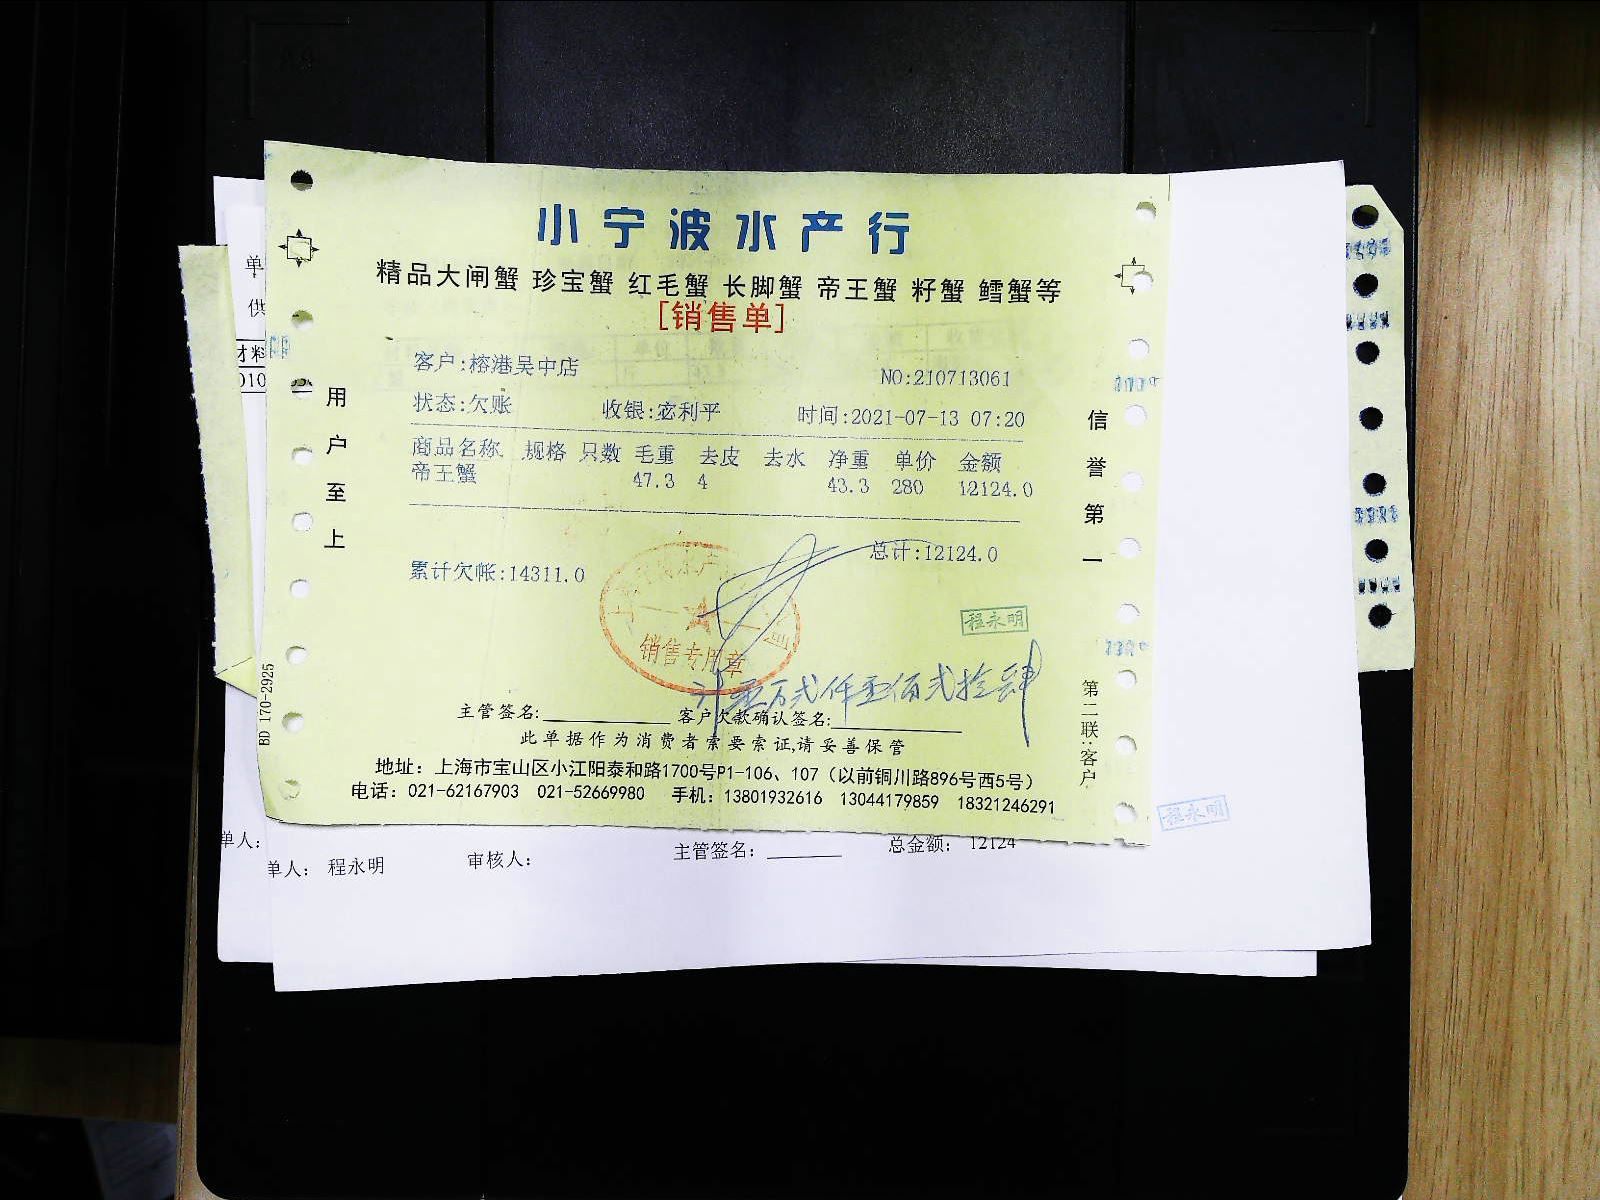 小宁波水产行
精品大闸蟹 珍宝蟹 红毛蟹 长脚蟹 帝王蟹 籽蟹 鳕蟹等
[销售单]
客户:榕港吴中店
NO:210713061
状态:欠账 收银:宓利平 时间:2021-07-13 07:20
商品名称 规格 只数 毛重 去皮 去水 净重 单价 金额
帝王蟹 47.3 4 43.3 280 12124.0
总计:12124.0
累计欠帐:14311.0
程永明
销售专用章
计壹万弍仟壹佰弍拾肆
主管签名: 客户欠款确认签名:
此单据作为消费者索要索证,请妥善保管
地址：上海市宝山区小江阳泰和路1700号P1-106、107（以前铜川路896号西5号）
电话：021-62167903 021-52669980 手机：13801932616 13044179859 18321246291
用户至上
信誉第一
第二联:客户
BD 170-2925
单
供
材料
010
程永明
单人:
单人： 程永明 审核人： 主管签名： 总金额： 12124